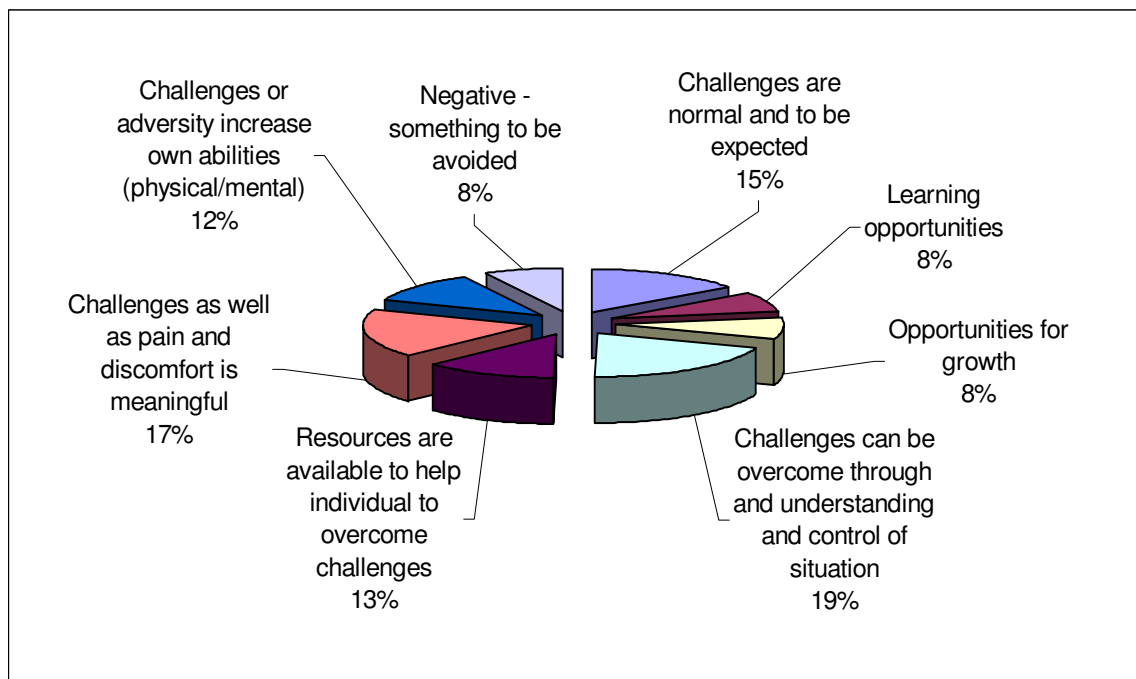 Challenges or
adversity increase
own abilities
(physical/mental)
12%
Negative -
something to be
avoided
8%
Challenges are
normal and to be
expected
15%
Learning
opportunities
8%
Opportunities for
growth
8%
Challenges can be
overcome through
and understanding
and control of
situation
19%
Resources are
available to help
individual to
overcome
challenges
13%
Challenges as well
as pain and
discomfort is
meaningful
17%